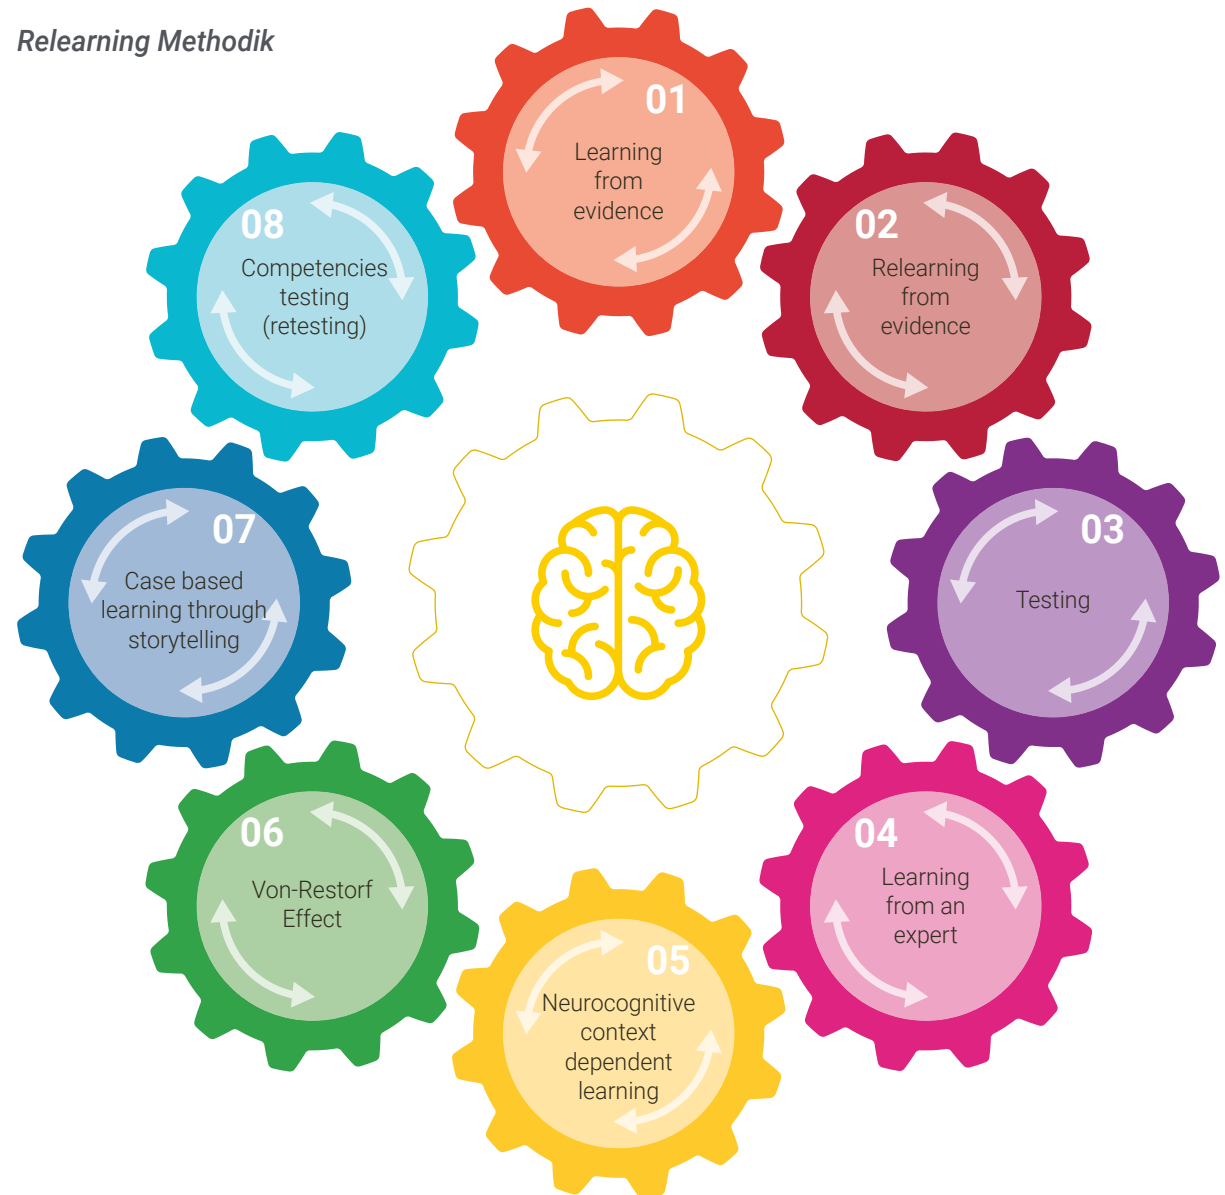 Relearning Methodik
01
Learning
from
evidence
02
Relearning
from
evidence
03
Testing
04
Learning
from an
expert
05
Neurocognitive
context
dependent
learning
06
Von-Restorf
Effect
07
Case based
learning through
storytelling
08
Competencies
testing
(retesting)